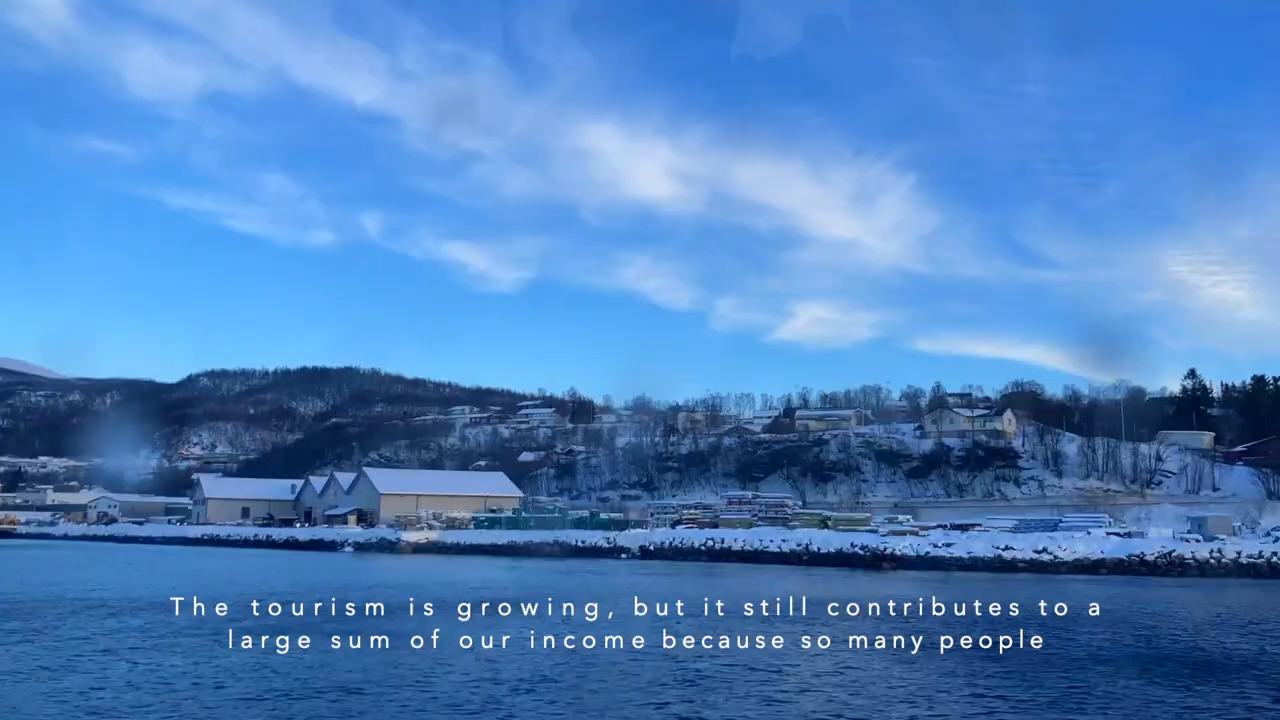 The tourism is growing, but it still contributes to a
large sum of our income because so many people